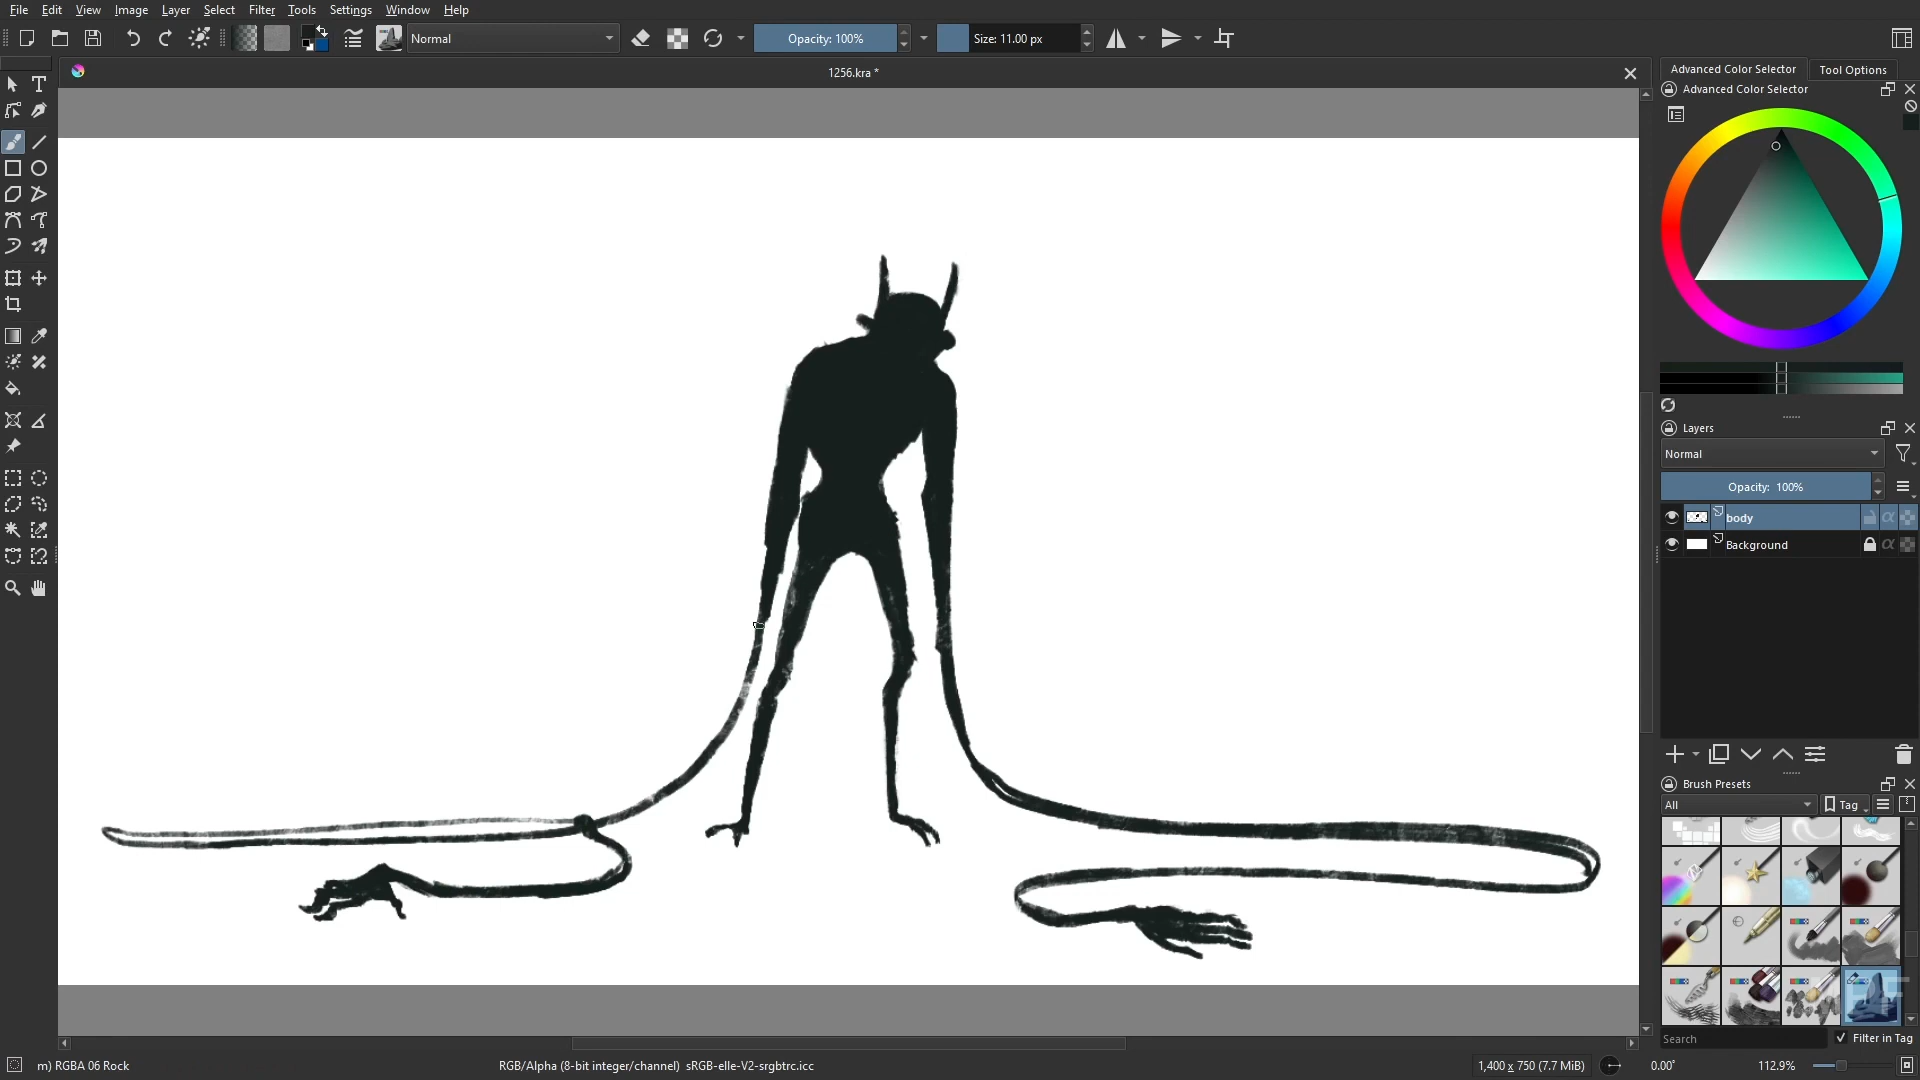 File Edit View Image Layer Select Filter Tools Settings Window Help
Normal
Opacity: 100%
Size: 11.00 px
1256.kra *
Advanced Color Selector
Tool Options
Advanced Color Selector
Layers
Normal
Opacity: 100%
body
Background
Brush Presets
All
Tag
Search
Filter in Tag
m) RGBA 06 Rock
RGB/Alpha (8-bit integer/channel) sRGB-elle-V2-srgbtrc.icc
1,400 x 750 (7.7 MiB)
0.00°
112.9%